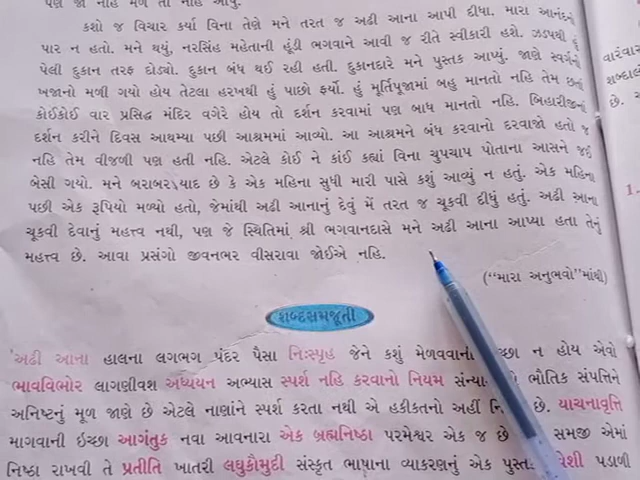 પણ જો નહિ મળે તો નહિ આપું.
કશો જ વિચાર કર્યા વિના તેણે મને તરત જ અઢી આના આપી દીધા. મારા આનંદનો
પાર ન હતો. મને થયું, નરસિંહ મહેતાની હૂંડી ભગવાને આવી જ રીતે સ્વીકારી હશે. ઝડપથી હું
પેલી દુકાન તરફ દોડ્યો. દુકાન બંધ થઈ રહી હતી. દુકાનદારે મને પુસ્તક આપ્યું. જાણે સ્વર્ગનો
ખજાનો મળી ગયો હોય તેટલા હરખથી હું પાછો ફર્યો. હું મૂર્તિપૂજામાં બહુ માનતો નહિ તેમ છતાં
કોઈકોઈ વાર પ્રસિદ્ધ મંદિર વગેરે હોય તો દર્શન કરવામાં પણ બાધ માનતો નહિ. બિહારીજીનાં
દર્શન કરીને દિવસ આથમ્યા પછી આશ્રમમાં આવ્યો. આ આશ્રમને બંધ કરવાનો દરવાજો હતો જ
નહિ તેમ વીજળી પણ હતી નહિ. એટલે કોઈ ને કાંઈ કહ્યાં વિના ચુપચાપ પોતાના આસને જઈ
બેસી ગયો. મને બરાબર યાદ છે કે એક મહિના સુધી મારી પાસે કશું આવ્યું ન હતું. એક મહિના
પછી એક રૂપિયો મળ્યો હતો, જેમાંથી અઢી આનાનું દેવું મેં તરત જ ચૂકવી દીધું હતું. અઢી આના
ચૂકવી દેવાનું મહત્ત્વ નથી, પણ જે સ્થિતિમાં શ્રી ભગવાનદાસે મને અઢી આના આપ્યા હતા તેનું
મહત્ત્વ છે. આવા પ્રસંગો જીવનભર વીસરાવા જોઈએ નહિ.
(“મારા અનુભવો”માંથી)
શબ્દસમજૂતી
અઢી આના હાલના લગભગ પંદર પૈસા નિઃસ્પૃહ જેને કશું મેળવવાની ન હોય એવો
ભાવવિભોર લાગણીવશ અધ્યયન અભ્યાસ સ્પર્શ નહિ કરવાનો નિયમ ભૌતિક સંપત્તિને
અનિષ્ટનું મૂળ જાણે છે એટલે નાણાંને સ્પર્શ કરતા નથી એ હકીકતનો અહીં છે. યાચનાવૃત્તિ
માગવાની ઇચ્છા આગંતુક નવા આવનારા એક બ્રહ્મનિષ્ઠા પરમેશ્વર એક જ છે સમજી એમાં
નિષ્ઠા રાખવી તે પ્રતીતિ ખાતરી લઘુકૌમુદી સંસ્કૃત ભાષાના વ્યાકરણનું એક પડાળી
વારંવાર
શબ્દાલં
છે.
1.